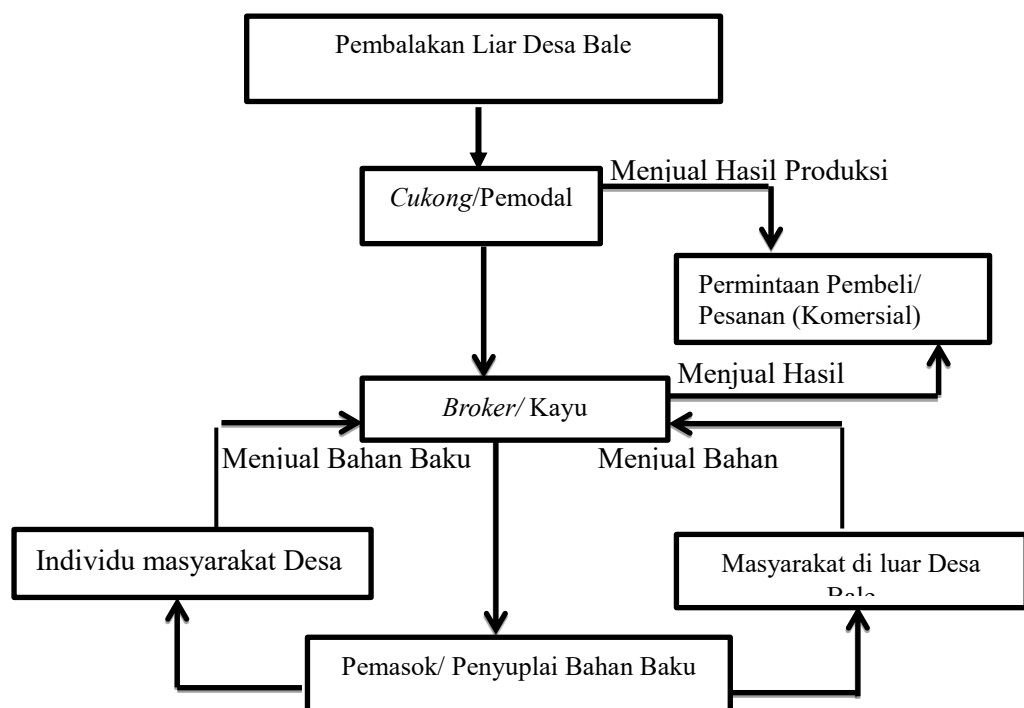 Pembalakan Liar Desa Bale
Menjual Hasil Produksi
Cukong/Pemodal
Permintaan Pembeli/
Pesanan (Komersial)
Menjual Hasil
Broker/ Kayu
Menjual Bahan Baku
Menjual Bahan
Individu masyarakat Desa
Masyarakat di luar Desa
Bale
Pemasok/ Penyuplai Bahan Baku